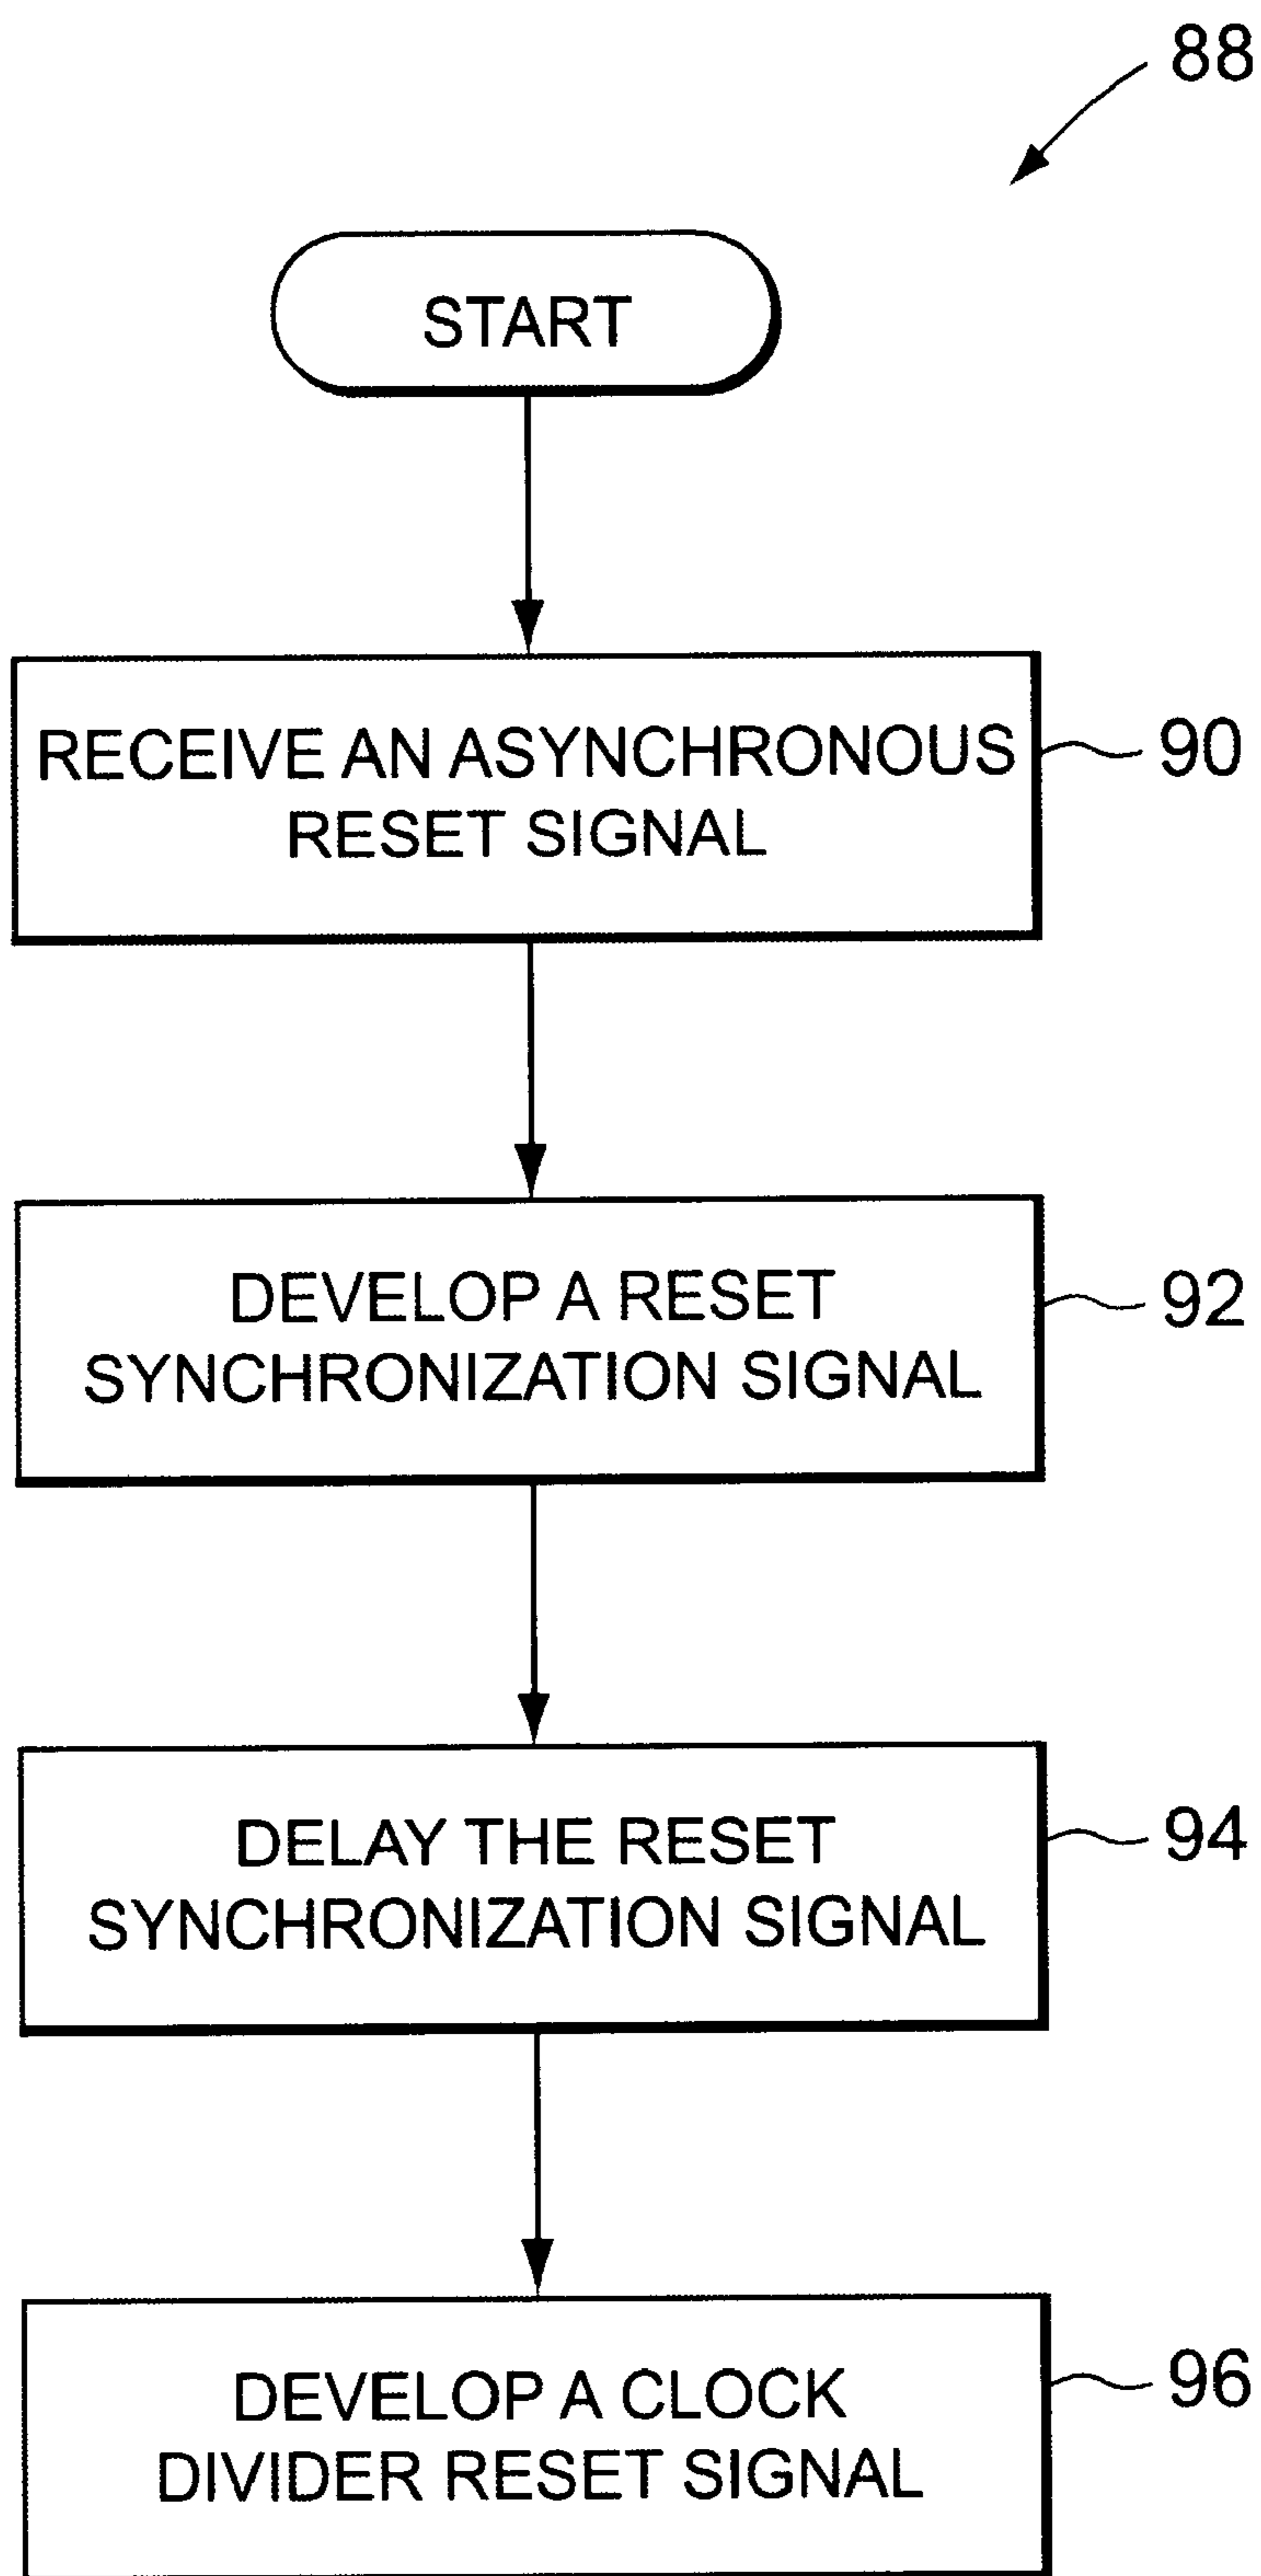 88
START
RECEIVE AN ASYNCHRONOUS
RESET SIGNAL
90
DEVELOP A RESET
SYNCHRONIZATION SIGNAL
92
DELAY THE RESET
SYNCHRONIZATION SIGNAL
94
DEVELOP A CLOCK
DIVIDER RESET SIGNAL
96